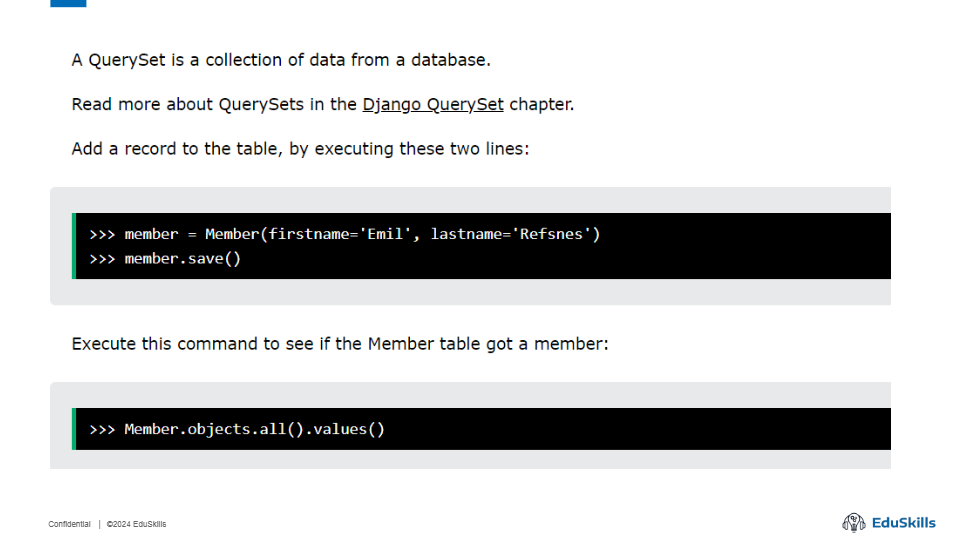 A QuerySet is a collection of data from a database.
Read more about QuerySets in the Django QuerySet chapter.
Add a record to the table, by executing these two lines:
>>> member = Member(firstname='Emil', lastname='Refsnes')
>>> member.save()
Execute this command to see if the Member table got a member:
>>> Member.objects.all().values()
Confidential | ©2024 EduSkills
EduSkills